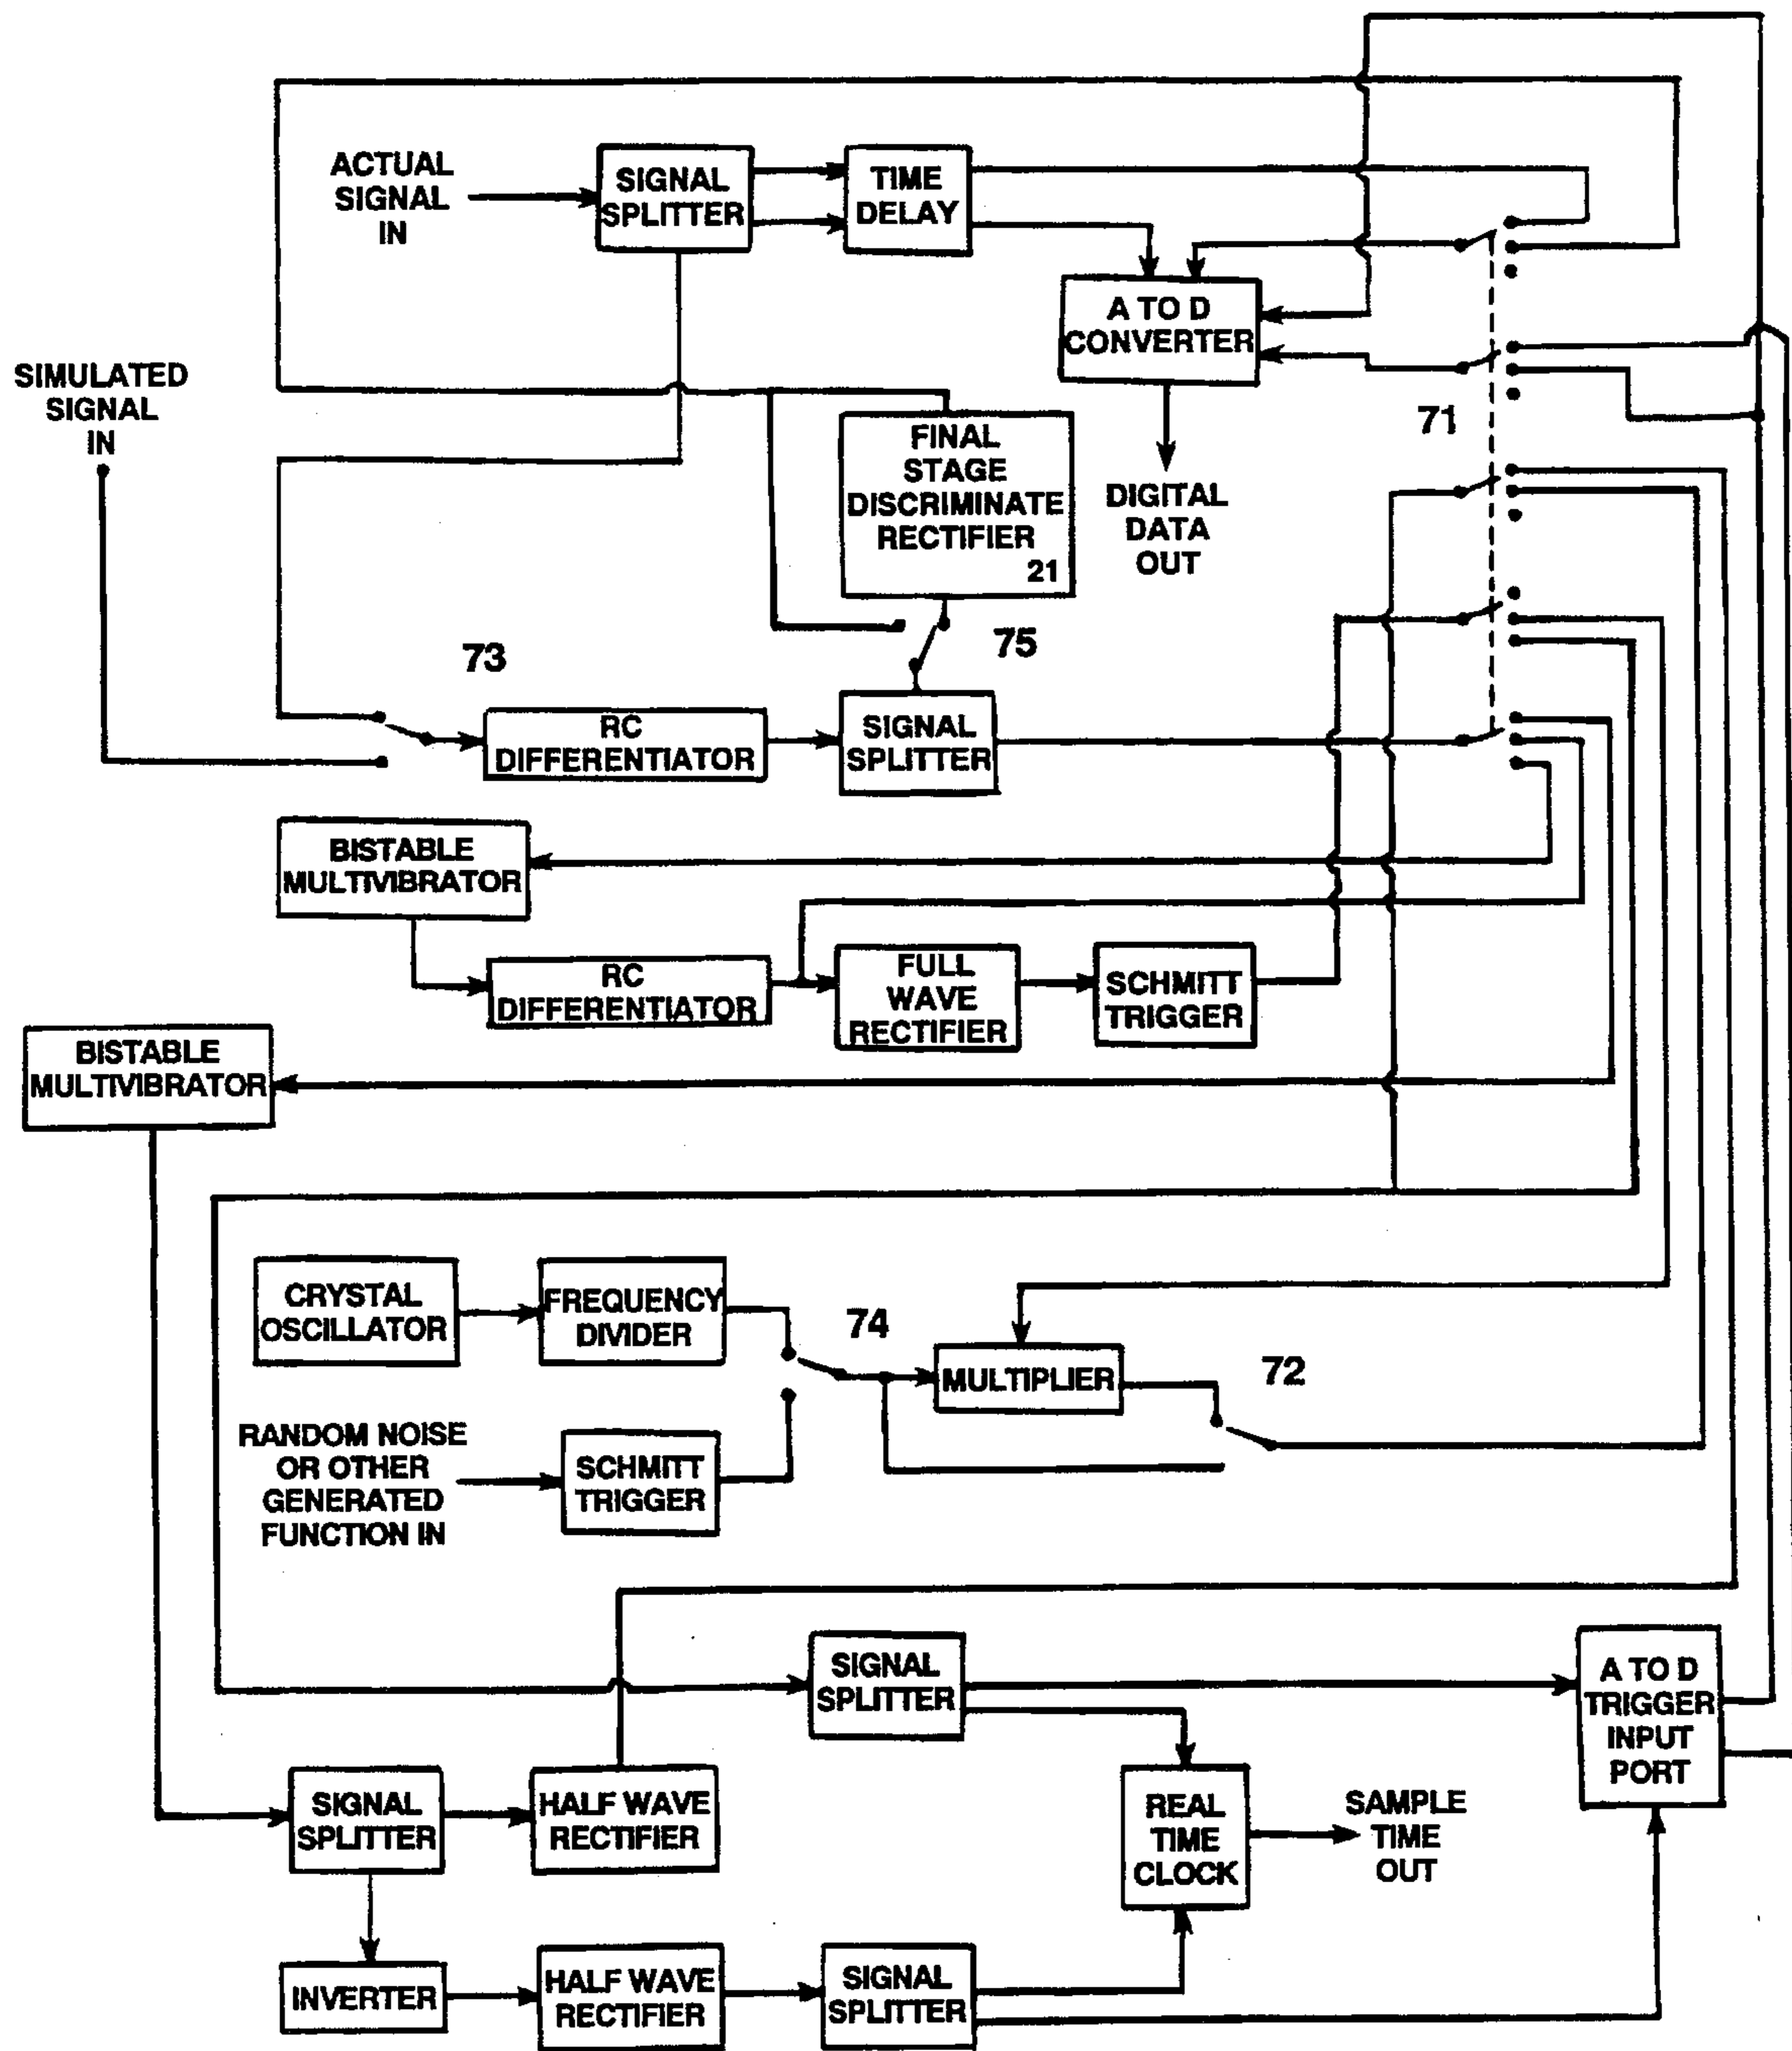 ACTUAL
SIGNAL
IN
SIGNAL
SPLITTER
TIME
DELAY
A TO D
CONVERTER
SIMULATED
SIGNAL
IN
71
FINAL
STAGE
DISCRIMINATE
RECTIFIER
21
DIGITAL
DATA
OUT
73
75
RC
DIFFERENTIATOR
SIGNAL
SPLITTER
BISTABLE
MULTIVIBRATOR
RC
DIFFERENTIATOR
FULL
WAVE
RECTIFIER
SCHMITT
TRIGGER
BISTABLE
MULTIVIBRATOR
CRYSTAL
OSCILLATOR
FREQUENCY
DIVIDER
74
MULTIPLIER
72
RANDOM NOISE
OR OTHER
GENERATED
FUNCTION IN
SCHMITT
TRIGGER
SIGNAL
SPLITTER
A TO D
TRIGGER
INPUT
PORT
SIGNAL
SPLITTER
HALF WAVE
RECTIFIER
REAL
TIME
CLOCK
SAMPLE
TIME
OUT
INVERTER
HALF WAVE
RECTIFIER
SIGNAL
SPLITTER